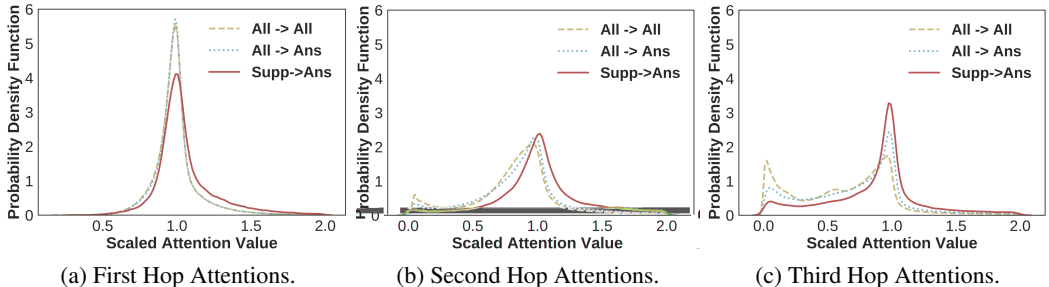 Probability Density Function
6
5
4
3
2
1
0
0.5 1.0 1.5 2.0
Scaled Attention Value
All -> All
All -> Ans
Supp->Ans
(a) First Hop Attentions.
Probability Density Function
6
5
4
3
2
1
0
0.0 0.5 1.0 1.5 2.0
Scaled Attention Value
All -> All
All -> Ans
Supp->Ans
(b) Second Hop Attentions.
Probability Density Function
6
5
4
3
2
1
0
0.0 0.5 1.0 1.5 2.0
Scaled Attention Value
All -> All
All -> Ans
Supp->Ans
(c) Third Hop Attentions.